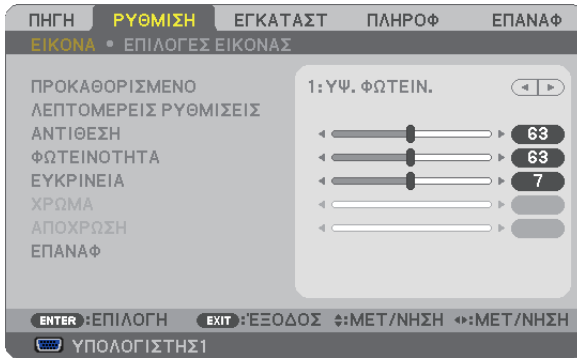 ΠΗΓΗ ΡΥΘΜΙΣΗ ΕΓΚΑΤΑΣΤ ΠΛΗΡΟΦ ΕΠΑΝΑΦ
ΕΙΚΟΝΑ • ΕΠΙΛΟΓΕΣ ΕΙΚΟΝΑΣ
ΠΡΟΚΑΘΟΡΙΣΜΕΝΟ 1:ΥΨ. ΦΩΤΕΙΝ.
ΛΕΠΤΟΜΕΡΕΙΣ ΡΥΘΜΙΣΕΙΣ
ΑΝΤΙΘΕΣΗ 63
ΦΩΤΕΙΝΟΤΗΤΑ 63
ΕΥΚΡΙΝΕΙΑ 7
ΧΡΩΜΑ
ΑΠΟΧΡΩΣΗ
ΕΠΑΝΑΦ
ENTER :ΕΠΙΛΟΓΗ EXIT :ΈΞΟΔΟΣ :ΜΕΤ/ΝΗΣΗ :ΜΕΤ/ΝΗΣΗ
ΥΠΟΛΟΓΙΣΤΗΣ1